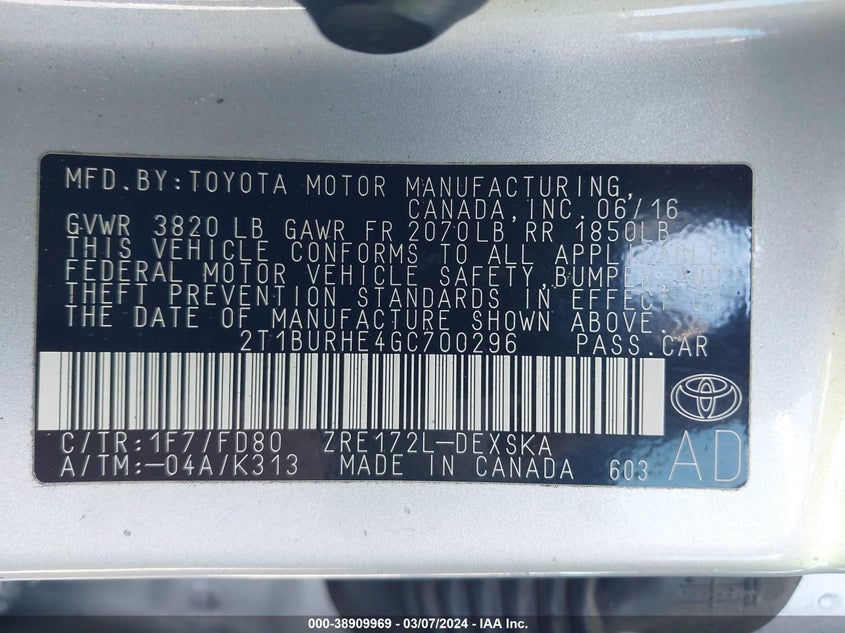 MFD.BY:TOYOTA MOTOR MANUFACTURING,
CANADA,INC. 06/16
GVWR 3820 LB GAWR FR 2070LB RR 1850LB
THIS VEHICLE CONFORMS TO ALL APPLICABLE
FEDERAL MOTOR VEHICLE SAFETY,BUMPER AND
THEFT PREVENTION STANDARDS IN EFFECT ON
THE DATE OF MANUFACTURE SHOWN ABOVE.
2T1BURHE4GC700296 PASS.CAR
C/TR:1F7/FD80 ZRE172L-DEXSKA
A/TM:-04A/K313 MADE IN CANADA 603
AD
000-38909969 — 03/07/2024 — IAA Inc.